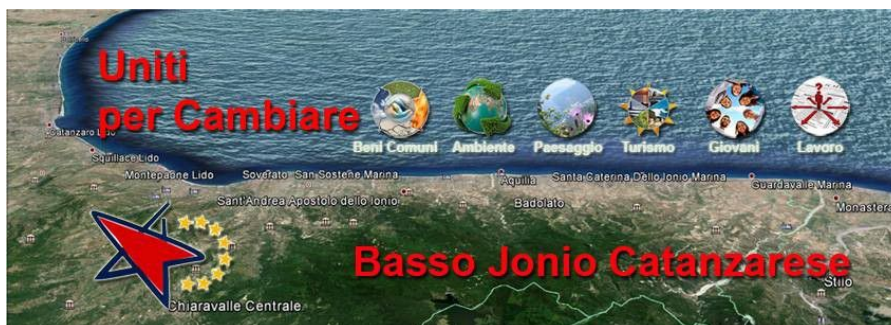 Uniti
per Cambiare
Beni Comuni Ambiente Paesaggio Turismo Giovani Lavoro
Catanzaro Lido
Squillace Lido
Montepaone Lido Soverato San Sostene Marina Aquilia Santa Caterina Dello Ionio Marina Guardavalle Marina
Sant'Andrea Apostolo dello Ionio Badolato Monastera
Basso Jonio Catanzarese
Stilo
Chiaravalle Centrale